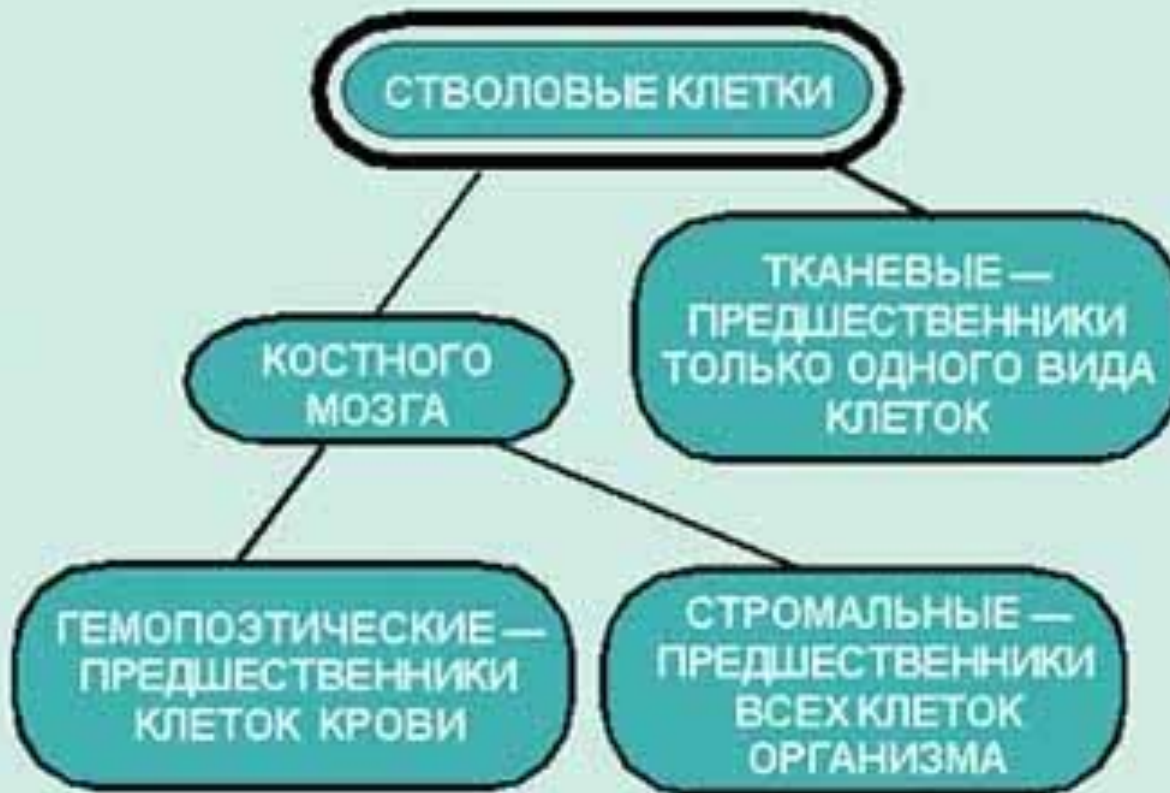 СТВОЛОВЫЕ КЛЕТКИ
ТКАНЕВЫЕ —
ПРЕДШЕСТВЕННИКИ
ТОЛЬКО ОДНОГО ВИДА
КЛЕТОК
КОСТНОГО
МОЗГА
ГЕМОПОЭТИЧЕСКИЕ —
ПРЕДШЕСТВЕННИКИ
КЛЕТОК КРОВИ
СТРОМАЛЬНЫЕ —
ПРЕДШЕСТВЕННИКИ
ВСЕХ КЛЕТОК
ОРГАНИЗМА